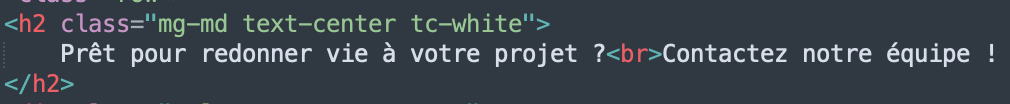 <h2 class="mg-md text-center tc-white">
Prêt pour redonner vie à votre projet ?<br>Contactez notre équipe !
</h2>